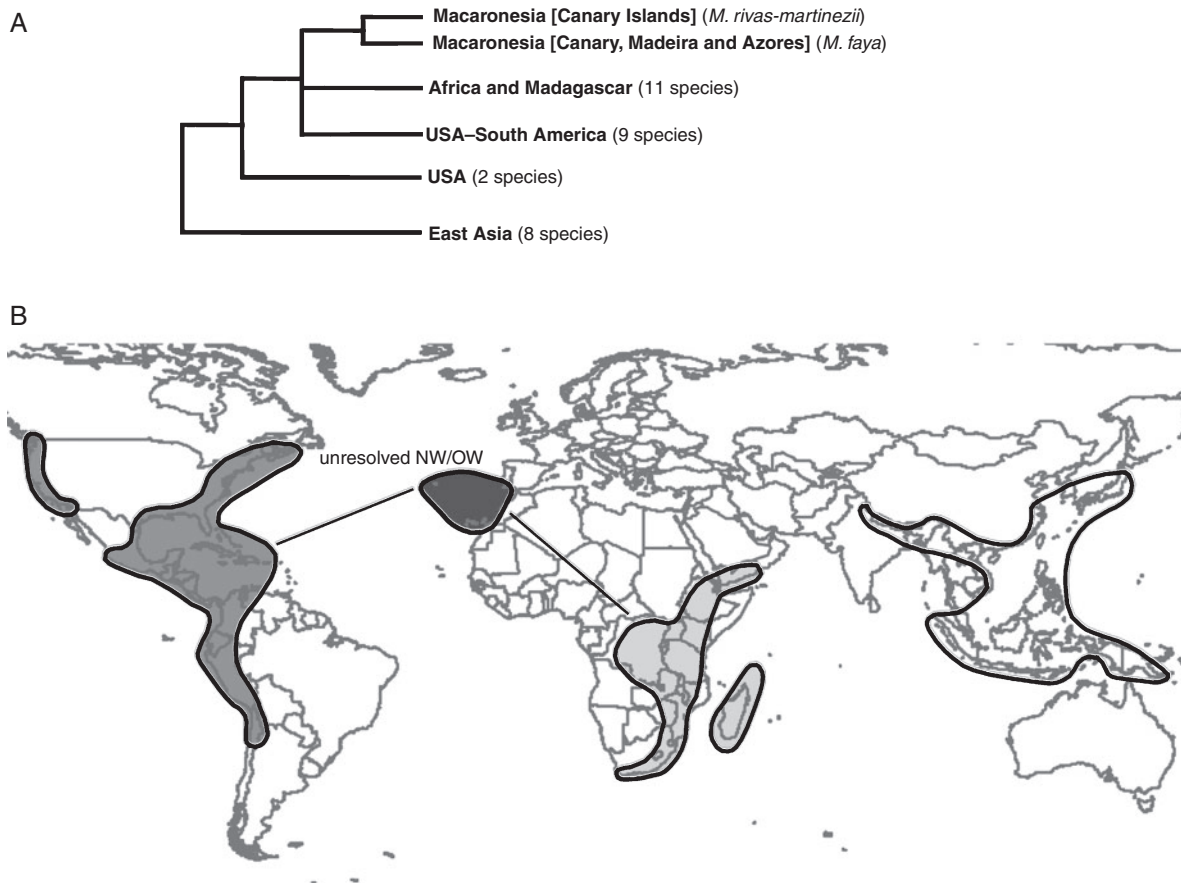 A
Macaronesia [Canary Islands] (M. rivas-martinezii)
Macaronesia [Canary, Madeira and Azores] (M. faya)
Africa and Madagascar (11 species)
USA–South America (9 species)
USA (2 species)
East Asia (8 species)
B
unresolved NW/OW